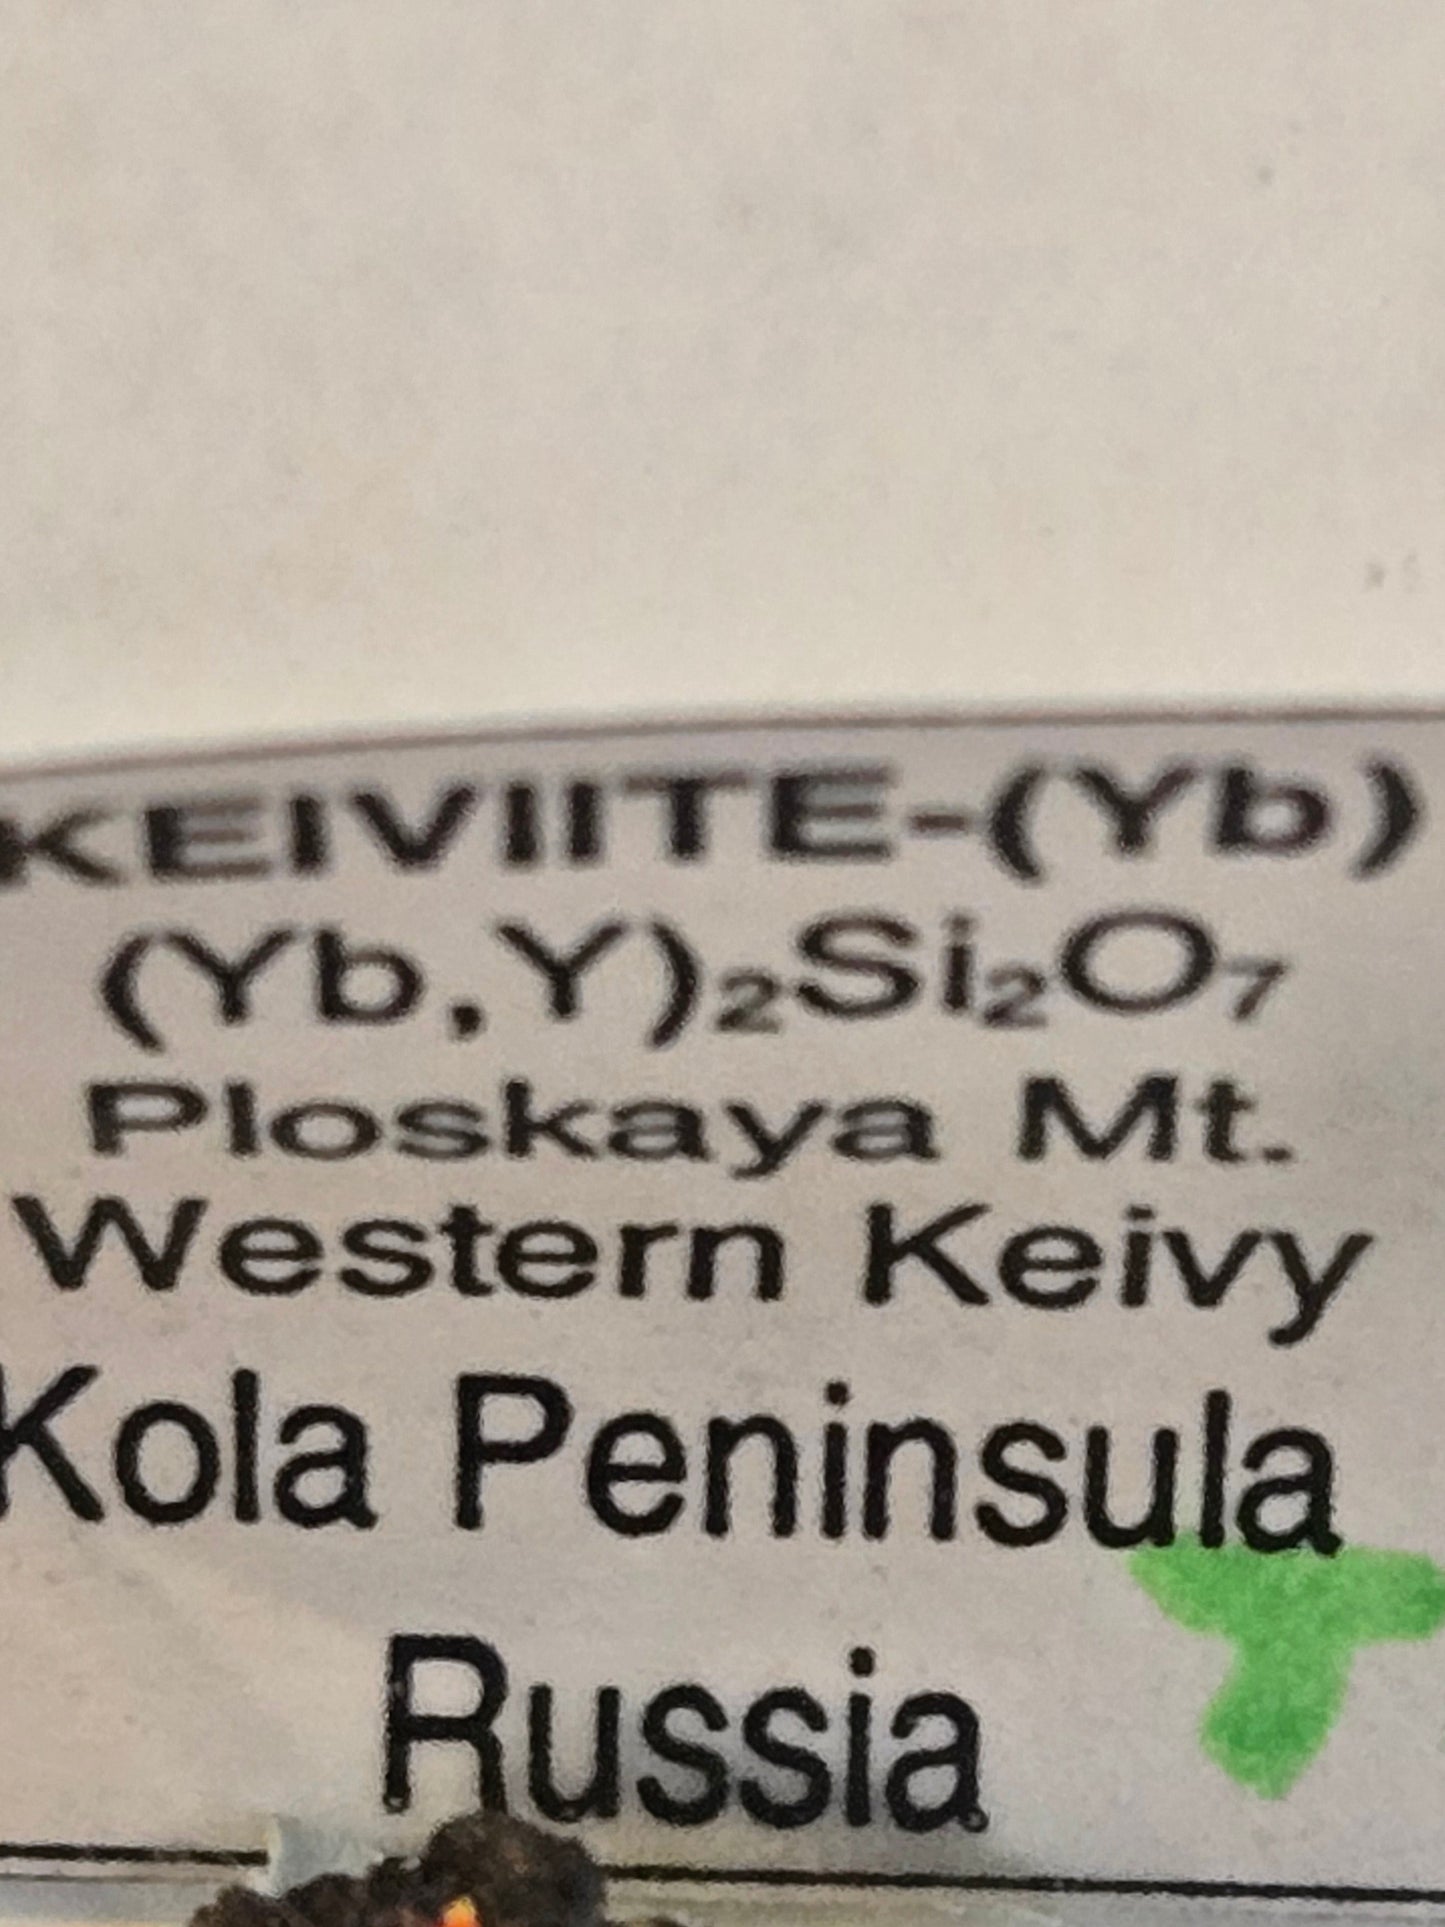 KEIVIITE-(Yb)
(Yb,Y)₂Si₂O₇
Ploskaya Mt.
Western Keivy
Kola Peninsula
Russia